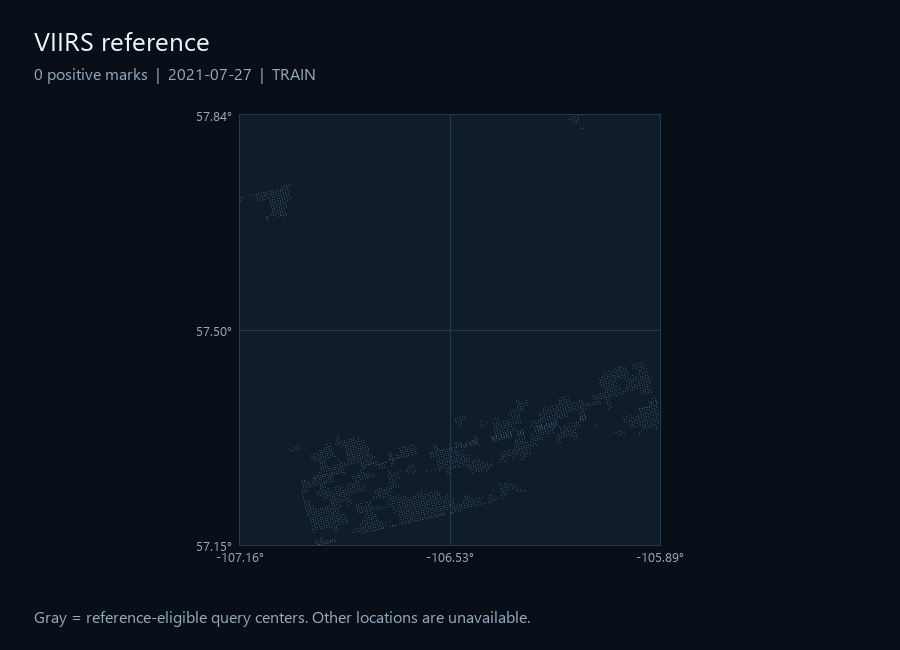 VIIRS reference
0 positive marks | 2021-07-27 | TRAIN
57.84°
57.50°
57.15°
-107.16°
-106.53°
-105.89°
Gray = reference-eligible query centers. Other locations are unavailable.